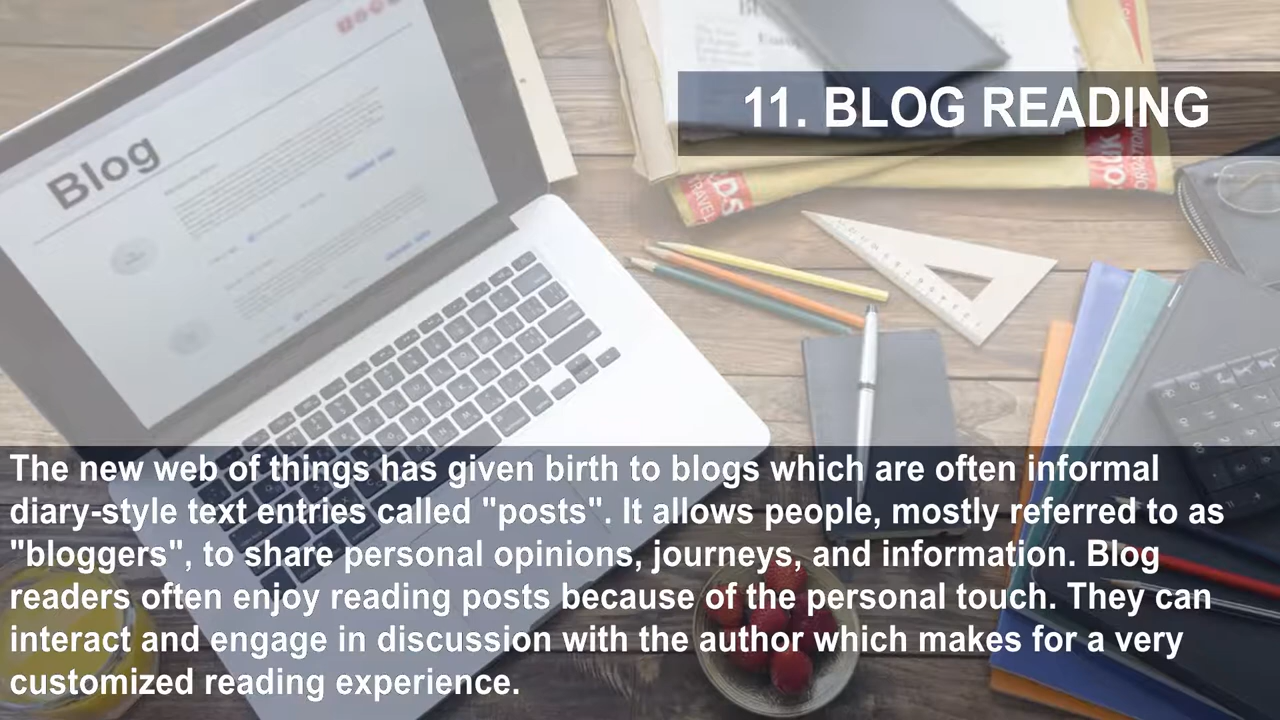 11. BLOG READING
Blog
The new web of things has given birth to blogs which are often informal
diary-style text entries called "posts". It allows people, mostly referred to as
"bloggers", to share personal opinions, journeys, and information. Blog
readers often enjoy reading posts because of the personal touch. They can
interact and engage in discussion with the author which makes for a very
customized reading experience.